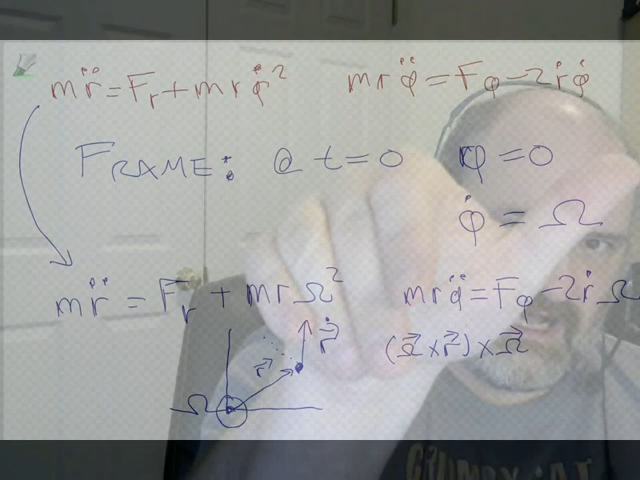 mr̈ = F_r + mrφ̇² mrφ̈ = F_φ - 2ṙφ̇
FRAME: @ t = 0 φ = 0
φ̇ = Ω
mr̈ = F_r + mrΩ² mrφ̈ = F_φ - 2ṙΩ
r⃗ ṙ⃗ (Ω⃗ × r⃗) × Ω⃗
Ω